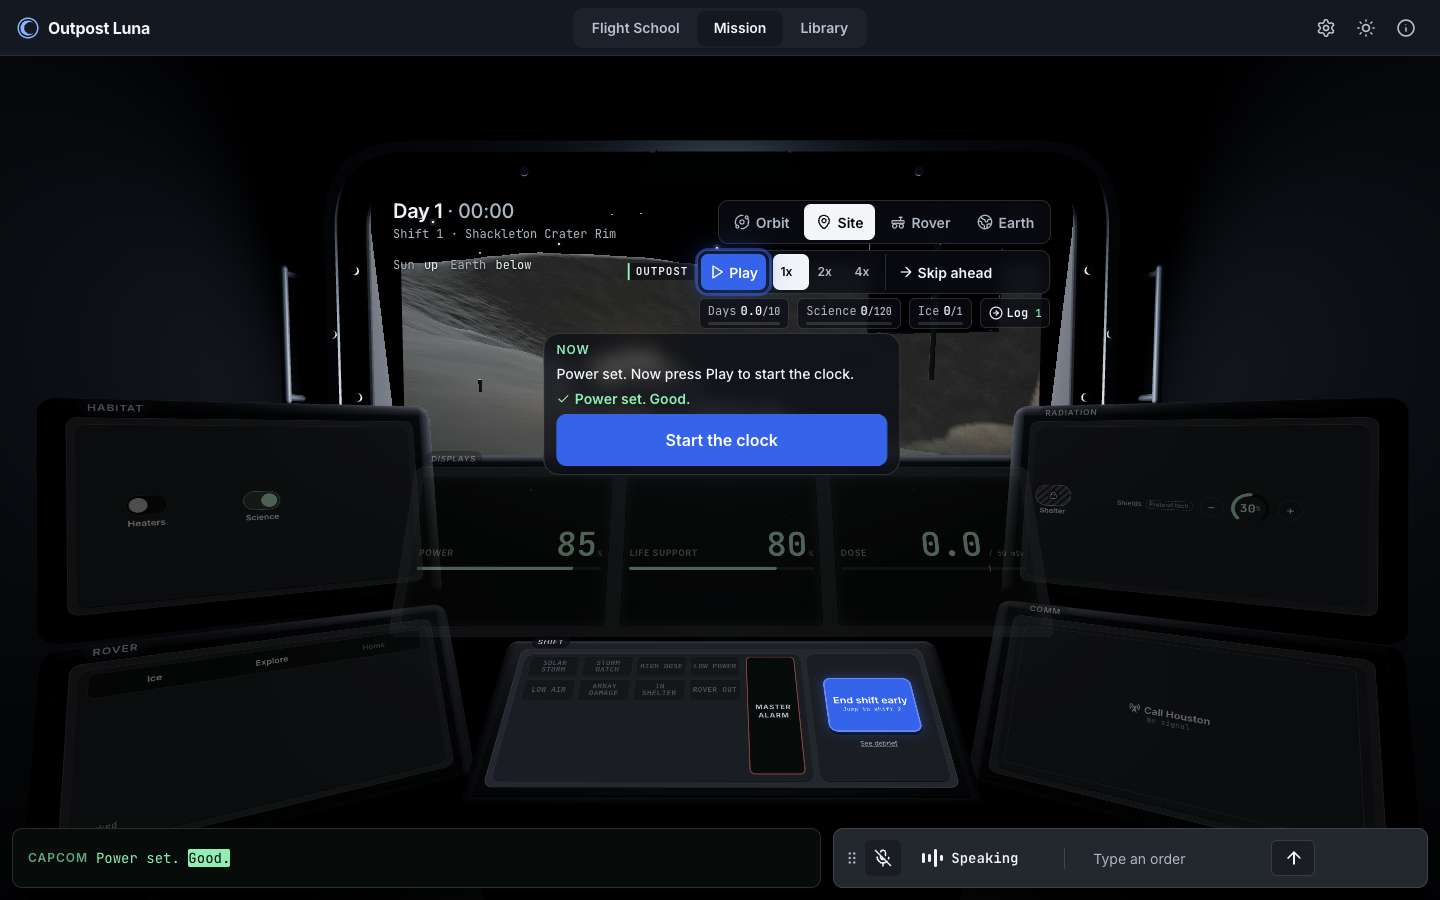 Outpost Luna
Flight School
Mission
Library
Day 1 · 00:00
Shift 1 · Shackleton Crater Rim
Sun up Earth below
Orbit
Site
Rover
Earth
OUTPOST
Play
1x
2x
4x
Skip ahead
Days 0.0/10
Science 0/120
Ice 0/1
Log 1
NOW
Power set. Now press Play to start the clock.
Power set. Good.
Start the clock
HABITAT
Heaters
Science
DISPLAYS
POWER 85
LIFE SUPPORT 80
DOSE 0.0
RADIATION
Shelter
Shields
30%
ROVER
Ice
Explore
Home
SHIFT
SOLAR STORM
STORM WATCH
HIGH DOSE
LOW POWER
LOW AIR
ARRAY DAMAGE
IN SHELTER
ROVER OUT
MASTER ALARM
End shift early
Jump to shift 2
See debrief
COMM
Call Houston
No signal
CAPCOM Power set. Good.
Speaking
Type an order